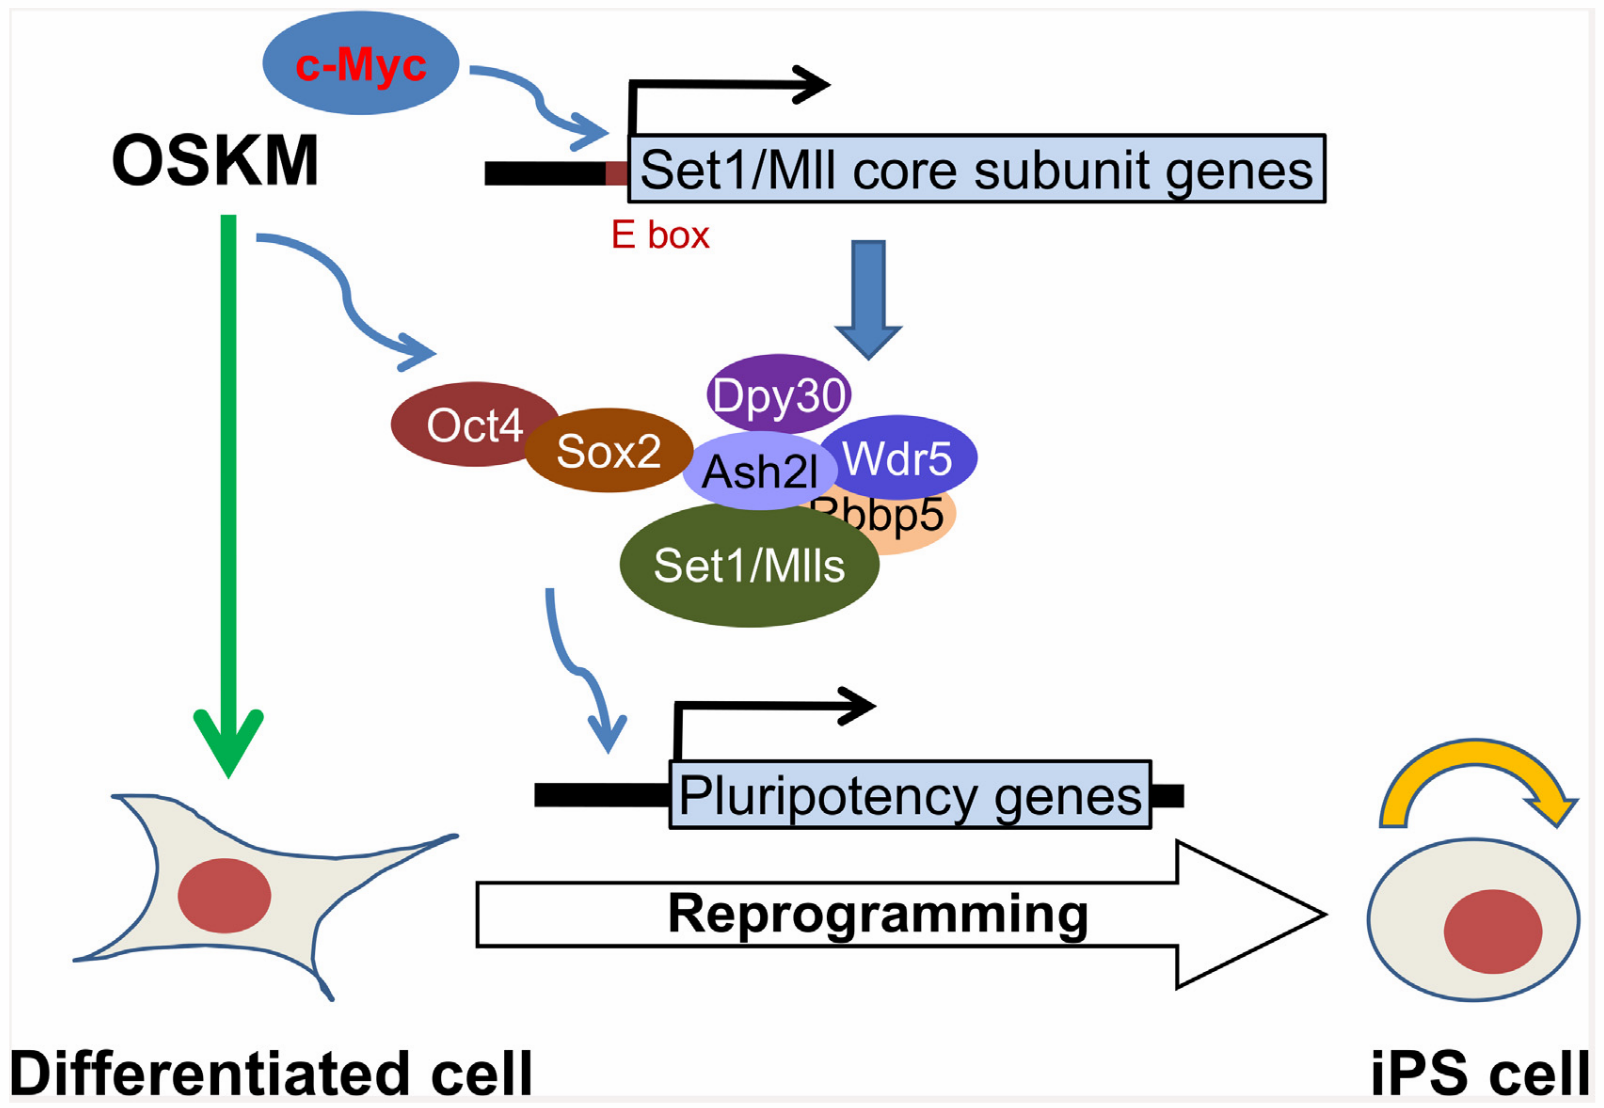 c-Myc
OSKM
Set1/Mll core subunit genes
E box
Dpy30
Oct4
Sox2
Ash2l
Wdr5
Rbbp5
Set1/Mlls
Pluripotency genes
Reprogramming
Differentiated cell
iPS cell